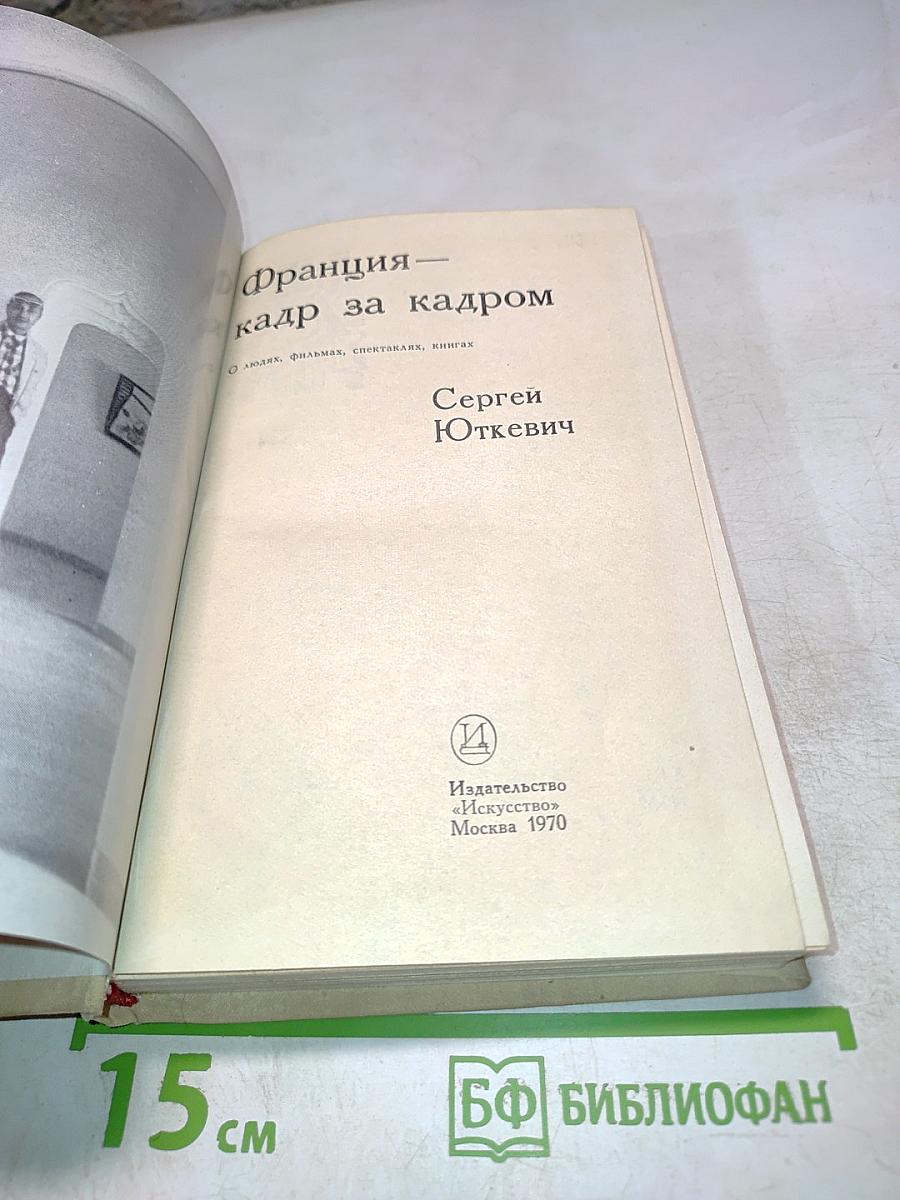 Франция—
кадр за кадром
О людях, фильмах, спектаклях, книгах
Сергей
Юткевич
И
Издательство
«Искусство»
Москва 1970
15 см
БФ БИБЛИОФАН